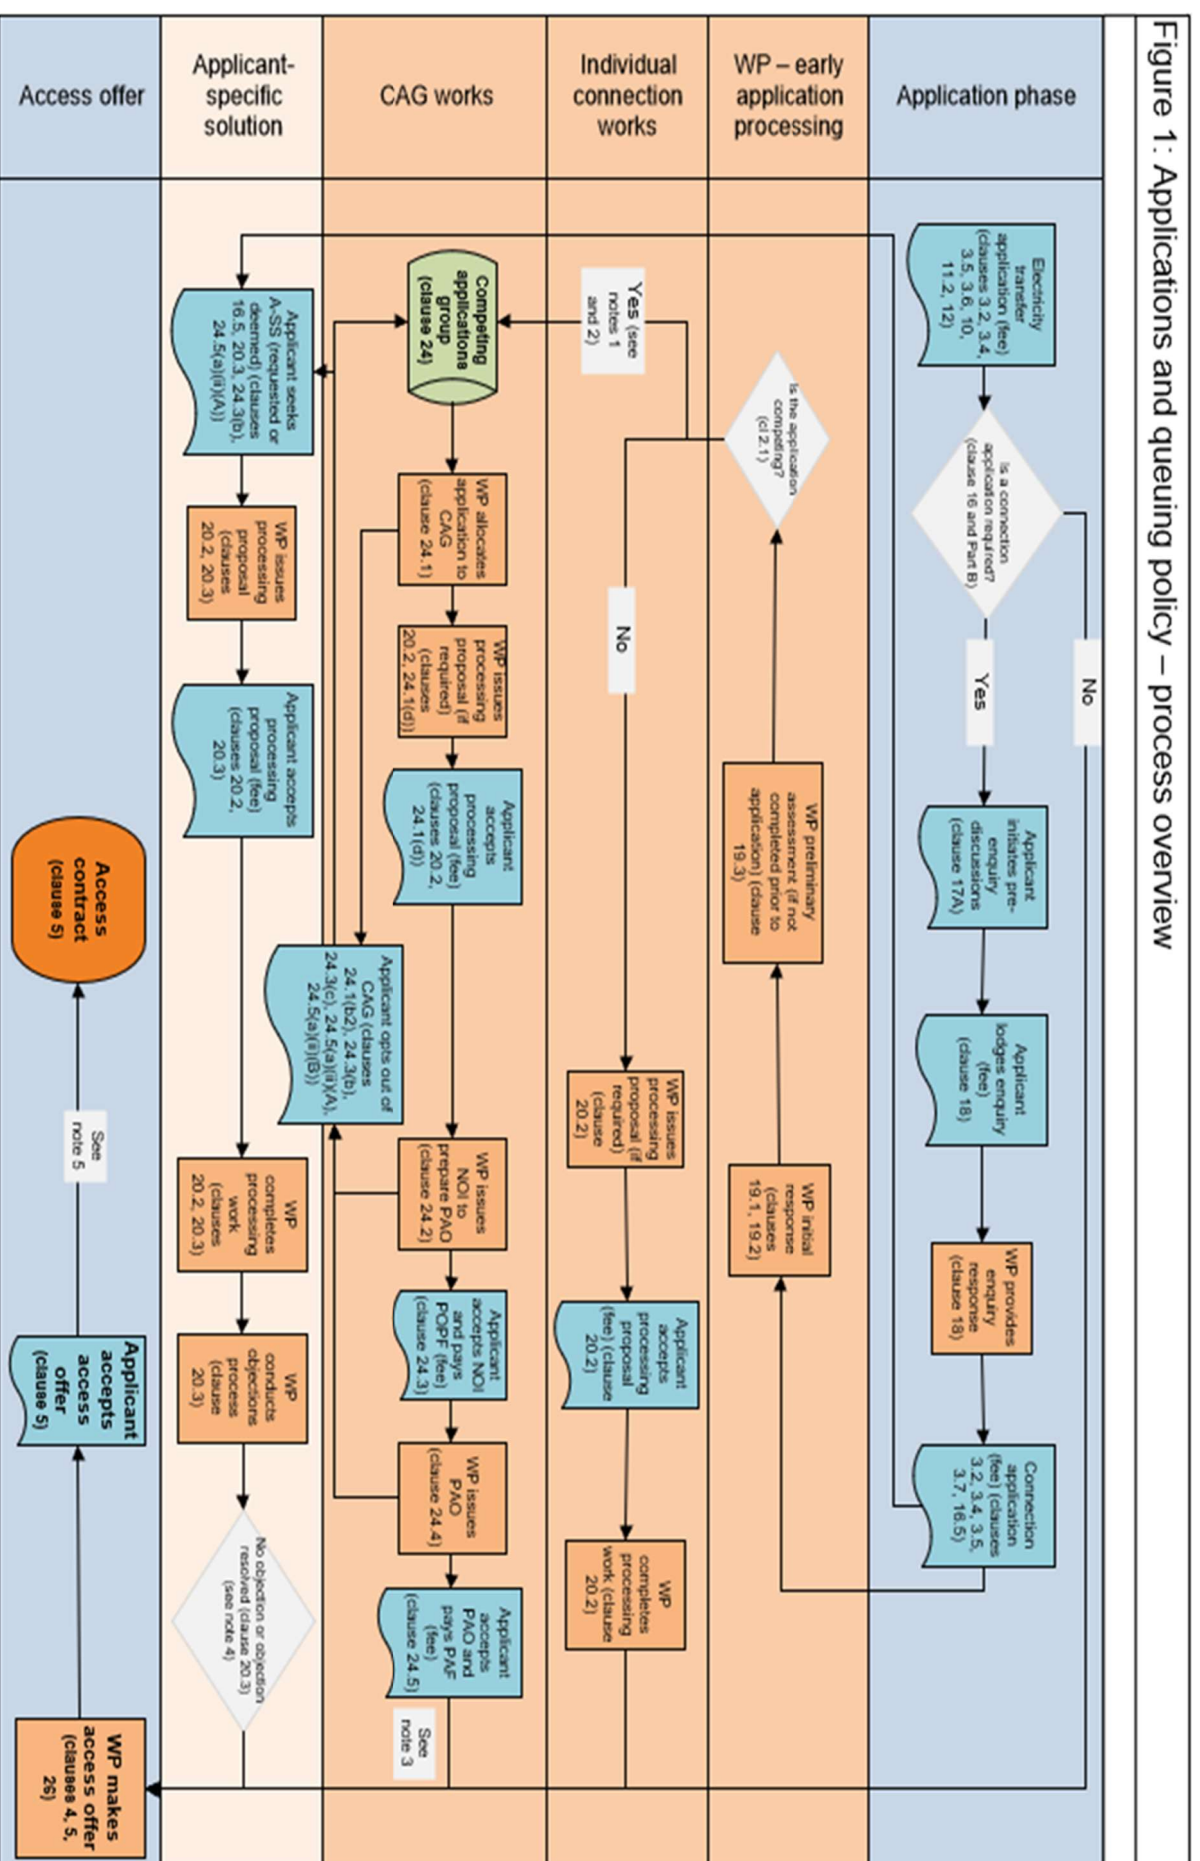 Figure 1: Applications and queuing policy – process overview
Application phase
Electricity
transfer
application (fee)
(clauses 3.2, 3.4,
3.5, 3.6, 10,
11.2, 12)
Is a connection
application required?
(clause 16 and Part B)
No
Yes
Applicant
initiates pre-
enquiry
discussions
(clause 17A)
Applicant
lodges enquiry
(fee)
(clause 18)
WP provides
enquiry
response
(clause 18)
Connection
application
(fee) (clauses
3.2, 3.4, 3.5,
3.7, 16.5)
WP – early
application
processing
Is the application
competing?
(cl 2.1)
WP preliminary
assessment (if not
completed prior to
application) (clause
19.3)
WP initial
response
(clauses
19.1, 19.2)
Individual
connection
works
Yes (see
notes 1
and 2)
No
WP issues
processing
proposal (if
required)
(clause
20.2)
Applicant
accepts
processing
proposal
(fee) (clause
20.2)
WP
completes
processing
work (clause
20.2)
CAG works
Competing
applications
group
(clause 24)
WP allocates
application to
CAG
(clause 24.1)
WP issues
processing
proposal (if
required)
(clauses
20.2, 24.1(d))
Applicant
accepts
processing
proposal (fee)
(clauses 20.2,
24.1(d))
Applicant opts out of
CAG (clauses
24.1(b2), 24.3(b),
24.3(c), 24.5(a)(ii)(A),
24.5(a)(ii)(B))
WP issues
NOI to
prepare PAO
(clause 24.2)
Applicant
accepts NOI
and pays
POPF (fee)
(clause 24.3)
WP issues
PAO
(clause 24.4)
Applicant
accepts
PAO and
pays PAF
(fee)
(clause 24.5)
See
note 3
Applicant-
specific
solution
Applicant seeks
A-SS (requested or
deemed) (clauses
16.5, 20.3, 24.3(b),
24.5(a)(ii)(A))
WP issues
processing
proposal
(clauses
20.2, 20.3)
Applicant accepts
processing
proposal (fee)
(clauses 20.2,
20.3)
WP
completes
processing
work
(clauses
20.2, 20.3)
WP
conducts
objections
process
(clause
20.3)
No objection or objection
resolved (clause 20.3)
(see note 4)
Access offer
Access
contract
(clause 5)
See
note 5
Applicant
accepts
access
offer
(clause 5)
WP makes
access offer
(clauses 4, 5,
26)